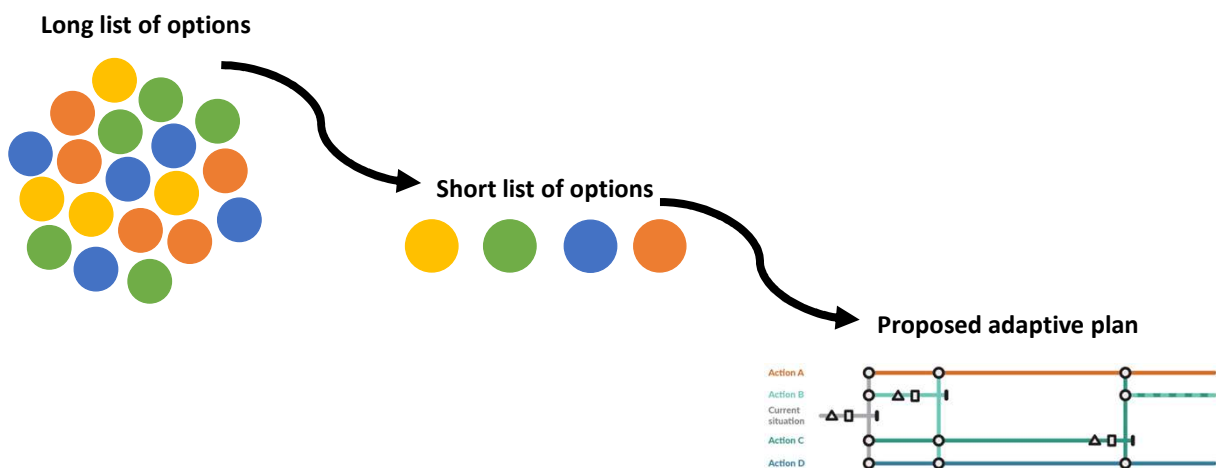 Long list of options
Short list of options
Proposed adaptive plan
Action A
Action B
Current
situation
Action C
Action D